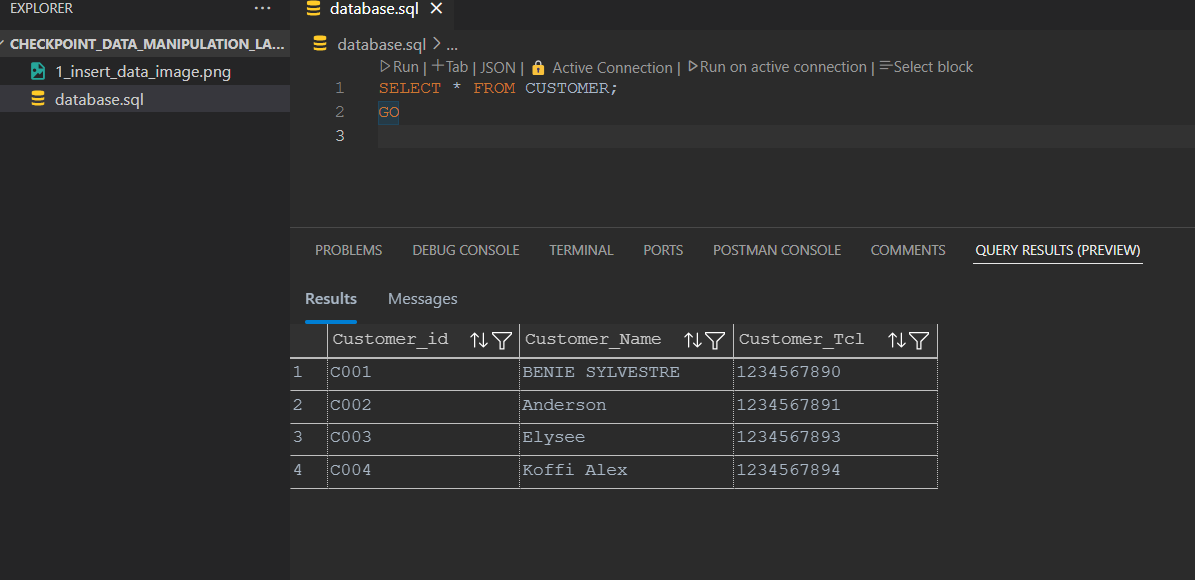 EXPLORER ...
CHECKPOINT_DATA_MANIPULATION_LA...
1_insert_data_image.png
database.sql
database.sql
database.sql > ...
Run | Tab | JSON | Active Connection | Run on active connection | Select block
1 SELECT * FROM CUSTOMER;
2 GO
3
PROBLEMS DEBUG CONSOLE TERMINAL PORTS POSTMAN CONSOLE COMMENTS QUERY RESULTS (PREVIEW)
Results Messages
Customer_id Customer_Name Customer_Tcl
1 C001 BENIE SYLVESTRE 1234567890
2 C002 Anderson 1234567891
3 C003 Elysee 1234567893
4 C004 Koffi Alex 1234567894